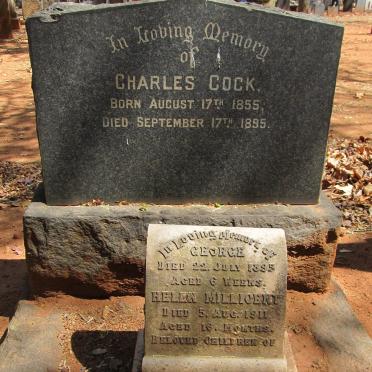 In Loving Memory
of
CHARLES COCK.
BORN AUGUST 17TH 1855,
DIED SEPTEMBER 17TH 1895.
In Loving Memory of
GEORGE
DIED 22. JULY 1895
AGED 6 WEEKS.
HELEN MILLICENT
DIED 5. AUG. 1911.
AGED 16. MONTHS.
BELOVED CHILDREN OF